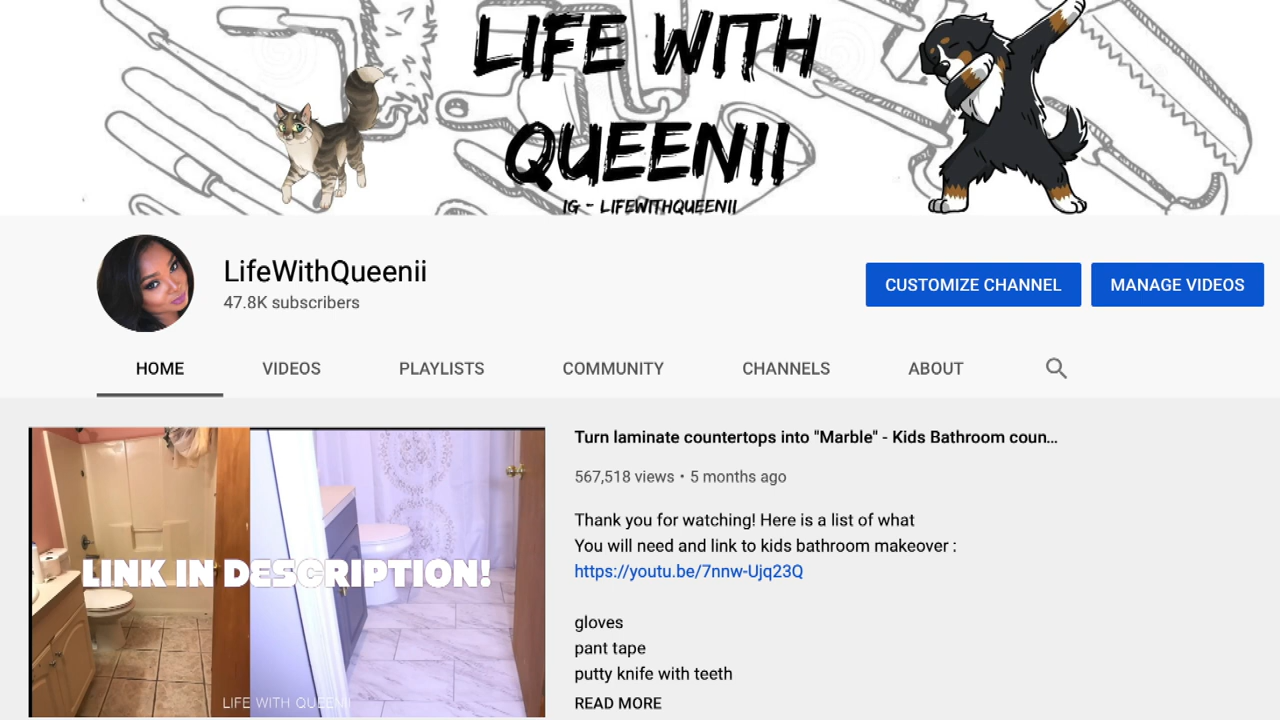 LIFE WITH
QUEENII
IG - LIFEWITHQUEENII
LifeWithQueenii
47.8K subscribers
CUSTOMIZE CHANNEL
MANAGE VIDEOS
HOME
VIDEOS
PLAYLISTS
COMMUNITY
CHANNELS
ABOUT
LINK IN DESCRIPTION!
LIFE WITH QUEENII
Turn laminate countertops into "Marble" - Kids Bathroom coun...
567,518 views • 5 months ago
Thank you for watching! Here is a list of what
You will need and link to kids bathroom makeover :
https://youtu.be/7nnw-Ujq23Q
gloves
pant tape
putty knife with teeth
READ MORE